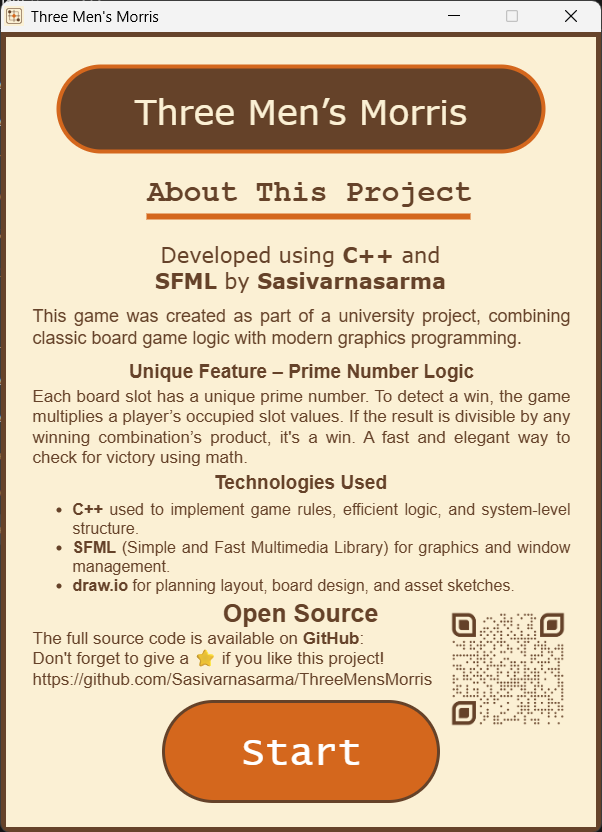 Three Men's Morris
Three Men’s Morris
About This Project
Developed using C++ and
SFML by Sasivarnasarma
This game was created as part of a university project, combining
classic board game logic with modern graphics programming.
Unique Feature – Prime Number Logic
Each board slot has a unique prime number. To detect a win, the game
multiplies a player’s occupied slot values. If the result is divisible by any
winning combination’s product, it's a win. A fast and elegant way to
check for victory using math.
Technologies Used
• C++ used to implement game rules, efficient logic, and system-level
structure.
• SFML (Simple and Fast Multimedia Library) for graphics and window
management.
• draw.io for planning layout, board design, and asset sketches.
Open Source
The full source code is available on GitHub:
Don't forget to give a ⭐ if you like this project!
https://github.com/Sasivarnasarma/ThreeMensMorris
Start